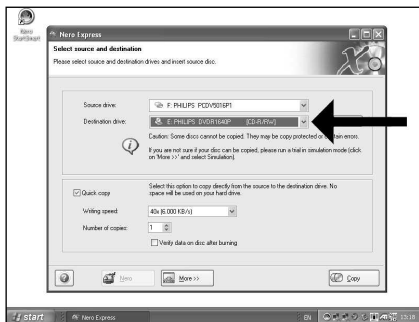 Nero
StartSmart
Nero Express
Select source and destination
Please select source and destination drives and insert source disc.
Source drive:
F: PHILIPS PCDV5016P1
Destination drive:
E: PHILIPS DVDR1640P [CD-R/RW]
Caution: Some discs cannot be copied. They may be copy protected or contain errors.
If you are not sure if your disc can be copied, please run a trial in simulation mode (click
on 'More >>' and select Simulation).
Quick copy
Select this option to copy directly from the source to the destination drive. No
space will be used on your hard drive.
Writing speed:
40x (6.000 KB/s)
Number of copies:
1
Verify data on disc after burning
Nero
More >>
Copy
start
Nero Express
EN
15:18